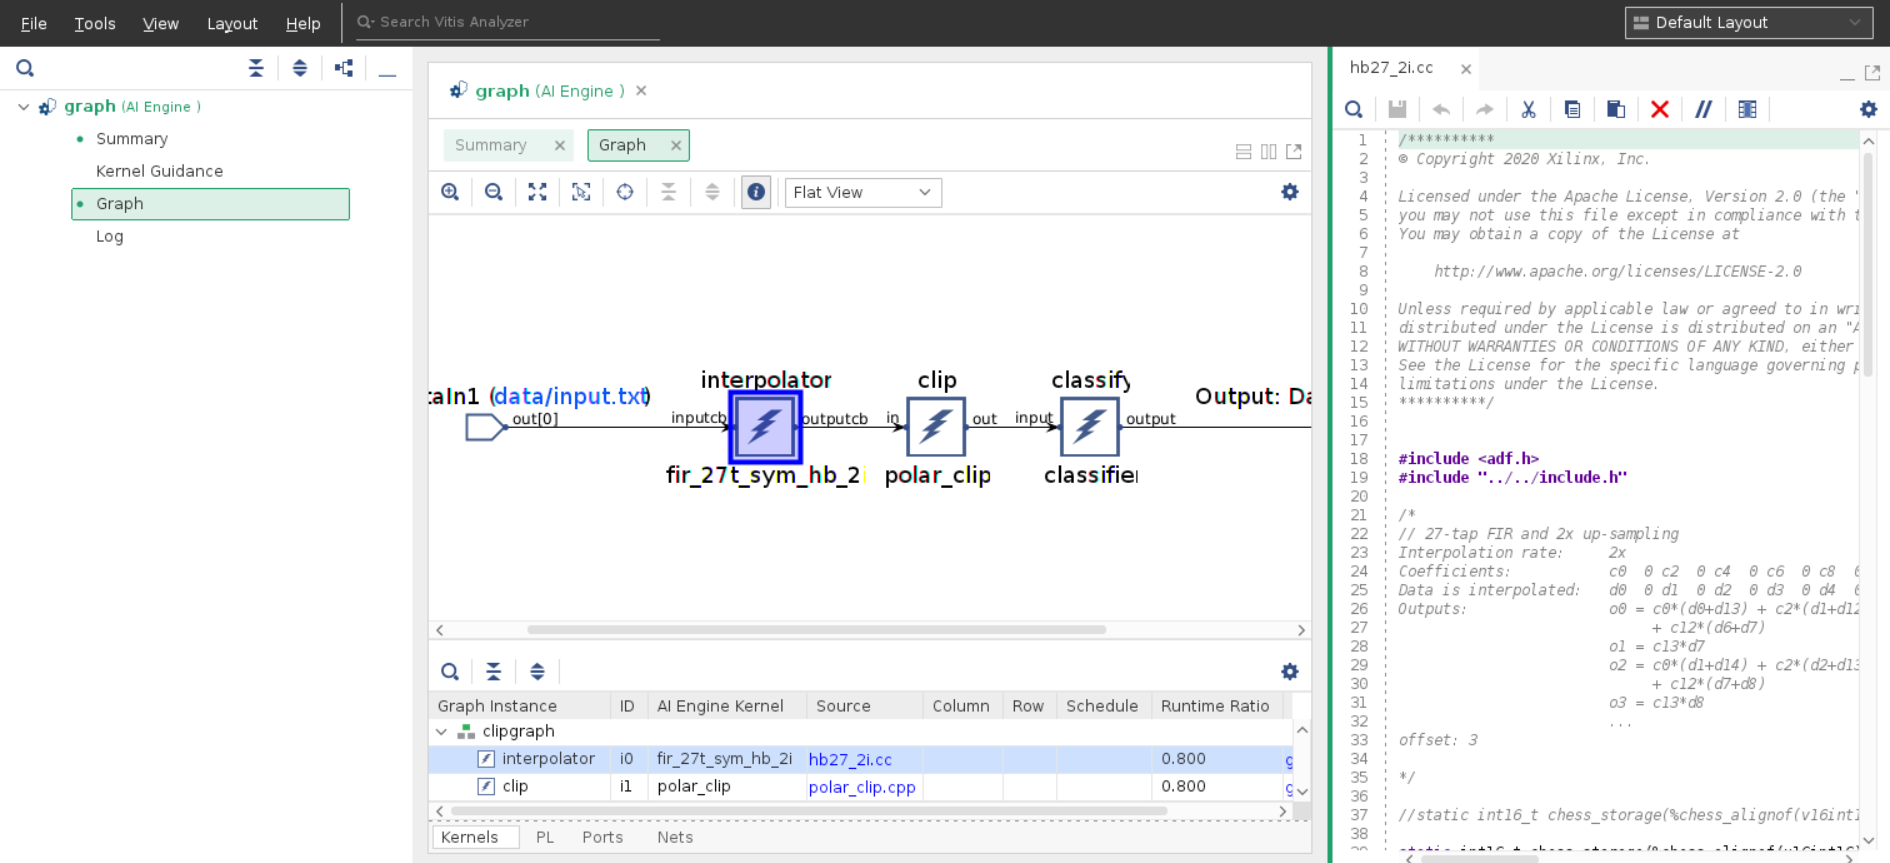 File Tools View Layout Help Search Vitis Analyzer Default Layout
graph (AI Engine )
Summary
Kernel Guidance
Graph
Log
graph (AI Engine )
Summary Graph
Flat View
interpolator clip classify
taIn1 (data/input.txt) Output: Da
out[0] inputcb outputcb in out input output
fir_27t_sym_hb_2i polar_clip classifier
Graph Instance ID AI Engine Kernel Source Column Row Schedule Runtime Ratio
clipgraph
interpolator i0 fir_27t_sym_hb_2i hb27_2i.cc 0.800 g
clip i1 polar_clip polar_clip.cpp 0.800 g
Kernels PL Ports Nets
hb27_2i.cc
1 /**********
2 © Copyright 2020 Xilinx, Inc.
3
4 Licensed under the Apache License, Version 2.0 (the "
5 you may not use this file except in compliance with t
6 You may obtain a copy of the License at
7
8 http://www.apache.org/licenses/LICENSE-2.0
9
10 Unless required by applicable law or agreed to in wri
11 distributed under the License is distributed on an "A
12 WITHOUT WARRANTIES OR CONDITIONS OF ANY KIND, either
13 See the License for the specific language governing p
14 limitations under the License.
15 **********/
16
17
18 #include <adf.h>
19 #include "../../include.h"
20
21 /*
22 // 27-tap FIR and 2x up-sampling
23 Interpolation rate: 2x
24 Coefficients: c0 0 c2 0 c4 0 c6 0 c8 0
25 Data is interpolated: d0 0 d1 0 d2 0 d3 0 d4 0
26 Outputs: o0 = c0*(d0+d13) + c2*(d1+d12
27 + c12*(d6+d7)
28 o1 = c13*d7
29 o2 = c0*(d1+d14) + c2*(d2+d13
30 + c12*(d7+d8)
31 o3 = c13*d8
32 ...
33 offset: 3
34
35 */
36
37 //static int16_t chess_storage(%chess_alignof(v16int1
38
39 static int16_t chess_storage(%chess_alignof(v16int16)